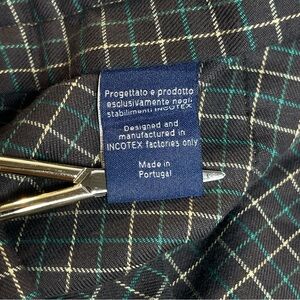 Progettato e prodotto
esclusivamente negli
stabilimenti INCOTEX
Designed and
manufactured in
INCOTEX factories only
Made in
Portugal